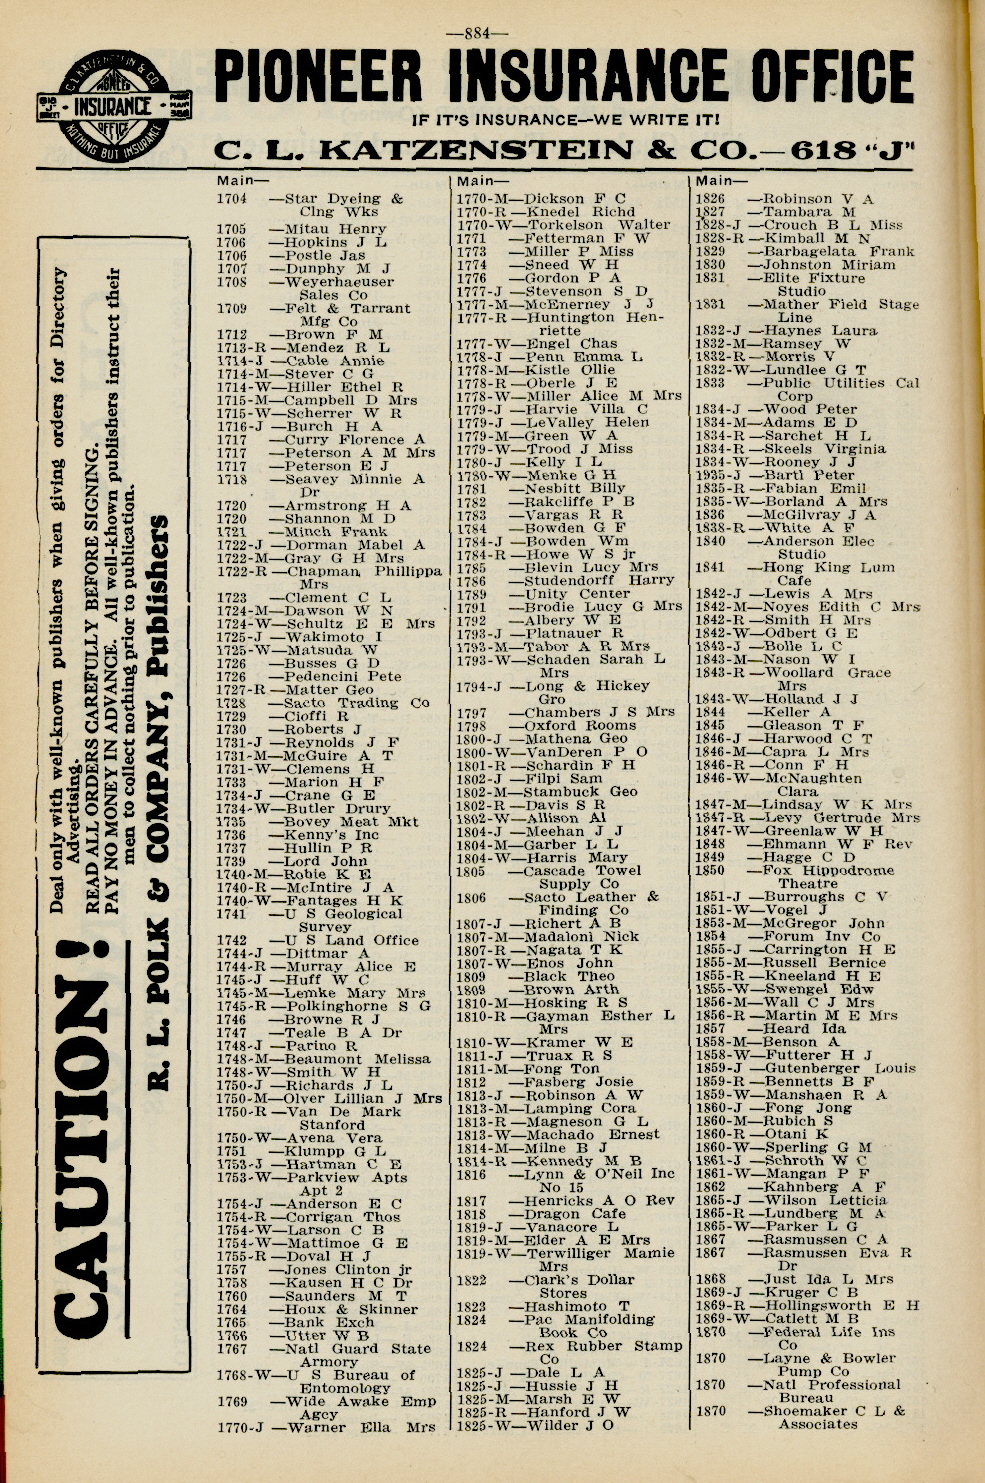 —884—
C. L. KATZENSTEIN & CO.
PIONEER
618 "J" STREET
INSURANCE
PHONE MAIN 386
OFFICE
NOTHING BUT INSURANCE
PIONEER INSURANCE OFFICE
IF IT'S INSURANCE—WE WRITE IT!
C. L. KATZENSTEIN & CO.—618 "J"
CAUTION!
Deal only with well-known publishers when giving orders for Directory
Advertising.
READ ALL ORDERS CAREFULLY BEFORE SIGNING.
PAY NO MONEY IN ADVANCE. All well-known publishers instruct their
men to collect nothing prior to publication.
R. L. POLK & COMPANY, Publishers
Main—
1704 —Star Dyeing &
Clng Wks
1705 —Mitau Henry
1706 —Hopkins J L
1706 —Postle Jas
1707 —Dunphy M J
1708 —Weyerhaeuser
Sales Co
1709 —Felt & Tarrant
Mfg Co
1712 —Brown F M
1713-R —Mendez R L
1714-J —Cable Annie
1714-M—Stever C G
1714-W—Hiller Ethel R
1715-M—Campbell D Mrs
1715-W—Scherrer W R
1716-J —Burch H A
1717 —Curry Florence A
1717 —Peterson A M Mrs
1717 —Peterson E J
1718 —Seavey Minnie A
Dr
1720 —Armstrong H A
1720 —Shannon M D
1721 —Minch Frank
1722-J —Dorman Mabel A
1722-M—Gray G H Mrs
1722-R —Chapman Phillippa
Mrs
1723 —Clement C L
1724-M—Dawson W N
1724-W—Schultz E E Mrs
1725-J —Wakimoto I
1725-W—Matsuda W
1726 —Busses G D
1726 —Pedencini Pete
1727-R —Matter Geo
1728 —Sacto Trading Co
1729 —Cioffi R
1730 —Roberts J
1731-J —Reynolds J F
1731-M—McGuire A T
1731-W—Clemens H
1733 —Marion H F
1734-J —Crane G E
1734-W—Butler Drury
1735 —Bovey Meat Mkt
1736 —Kenny's Inc
1737 —Hullin P R
1739 —Lord John
1740-M—Robie K E
1740-R —McIntire J A
1740-W—Fantages H K
1741 —U S Geological
Survey
1742 —U S Land Office
1744-J —Dittmar A
1744-R —Murray Alice E
1745-J —Huff W C
1745-M—Lemke Mary Mrs
1745-R —Polkinghorne S G
1746 —Browne R J
1747 —Teale B A Dr
1748-J —Parino R
1748-M—Beaumont Melissa
1748-W—Smith W H
1750-J —Richards J L
1750-M—Olver Lillian J Mrs
1750-R —Van De Mark
Stanford
1750-W—Avena Vera
1751 —Klumpp G L
1753-J —Hartman C E
1753-W—Parkview Apts
Apt 2
1754-J —Anderson E C
1754-R —Corrigan Thos
1754-W—Larson C B
1754-W—Mattimoe G E
1755-R —Doval H J
1757 —Jones Clinton jr
1758 —Kausen H C Dr
1760 —Saunders M T
1764 —Houx & Skinner
1765 —Bank Exch
1766 —Utter W B
1767 —Natl Guard State
Armory
1768-W—U S Bureau of
Entomology
1769 —Wide Awake Emp
Agcy
1770-J —Warner Ella Mrs
Main—
1770-M—Dickson F C
1770-R —Knedel Richd
1770-W—Torkelson Walter
1771 —Fetterman F W
1773 —Miller P Miss
1774 —Sneed W H
1776 —Gordon P A
1777-J —Stevenson S D
1777-M—McEnerney J J
1777-R —Huntington Hen-
riette
1777-W—Engel Chas
1778-J —Penn Emma L
1778-M—Kistle Ollie
1778-R —Oberle J E
1778-W—Miller Alice M Mrs
1779-J —Harvie Villa C
1779-J —LeValley Helen
1779-M—Green W A
1779-W—Trood J Miss
1780-J —Kelly I L
1780-W—Menke G H
1781 —Nesbitt Billy
1782 —Rakcliffe P B
1783 —Vargas R R
1784 —Bowden G F
1784-J —Bowden Wm
1784-R —Howe W S jr
1785 —Blevin Lucy Mrs
1786 —Studendorff Harry
1789 —Unity Center
1791 —Brodie Lucy G Mrs
1792 —Albery W E
1793-J —Platnauer R
1793-M—Tabor A R Mrs
1793-W—Schaden Sarah L
Mrs
1794-J —Long & Hickey
Gro
1797 —Chambers J S Mrs
1798 —Oxford Rooms
1800-J —Mathena Geo
1800-W—VanDeren P O
1801-R —Schardin F H
1802-J —Filpi Sam
1802-M—Stambuck Geo
1802-R —Davis S R
1802-W—Allison Al
1804-J —Meehan J J
1804-M—Garber L L
1804-W—Harris Mary
1805 —Cascade Towel
Supply Co
1806 —Sacto Leather &
Finding Co
1807-J —Richert A B
1807-M—Madaloni Nick
1807-R —Nagata T K
1807-W—Enos John
1809 —Black Theo
1809 —Brown Arth
1810-M—Hosking R S
1810-R —Gayman Esther L
Mrs
1810-W—Kramer W E
1811-J —Truax R S
1811-M—Fong Ton
1812 —Fasberg Josie
1813-J —Robinson A W
1813-M—Lamping Cora
1813-R —Magneson G L
1813-W—Machado Ernest
1814-M—Milne B J
1814-R —Kennedy M B
1816 —Lynn & O'Neil Inc
No 15
1817 —Henricks A O Rev
1818 —Dragon Cafe
1819-J —Vanacore L
1819-M—Elder A E Mrs
1819-W—Terwilliger Mamie
Mrs
1822 —Clark's Dollar
Stores
1823 —Hashimoto T
1824 —Pac Manifolding
Book Co
1824 —Rex Rubber Stamp
Co
1825-J —Dale L A
1825-J —Hussie J H
1825-M—Marsh E W
1825-R —Hanford J W
1825-W—Wilder J O
Main—
1826 —Robinson V A
1827 —Tambara M
1828-J —Crouch B L Miss
1828-R —Kimball M N
1829 —Barbagelata Frank
1830 —Johnston Miriam
1831 —Elite Fixture
Studio
1831 —Mather Field Stage
Line
1832-J —Haynes Laura
1832-M—Ramsey W
1832-R —Morris V
1832-W—Lundlee G T
1833 —Public Utilities Cal
Corp
1834-J —Wood Peter
1834-M—Adams E D
1834-R —Sarchet H L
1834-R —Skeels Virginia
1834-W—Rooney J J
1935-J —Bartl Peter
1835-R —Fabian Emil
1835-W—Borland A Mrs
1836 —McGilvray J A
1838-R —White A F
1840 —Anderson Elec
Studio
1841 —Hong King Lum
Cafe
1842-J —Lewis A Mrs
1842-M—Noyes Edith C Mrs
1842-R —Smith H Mrs
1842-W—Odbert G E
1843-J —Bolle L C
1843-M—Nason W I
1843-R —Woollard Grace
Mrs
1843-W—Holland J J
1844 —Keller A
1845 —Gleason T F
1846-J —Harwood C T
1846-M—Capra L Mrs
1846-R —Conn F H
1846-W—McNaughten
Clara
1847-M—Lindsay W K Mrs
1847-R —Levy Gertrude Mrs
1847-W—Greenlaw W H
1848 —Ehmann W F Rev
1849 —Hagge C D
1850 —Fox Hippodrome
Theatre
1851-J —Burroughs C V
1851-W—Vogel J
1853-M—McGregor John
1854 —Forum Inv Co
1855-J —Carrington H E
1855-M—Russell Bernice
1855-R —Kneeland H E
1855-W—Swengel Edw
1856-M—Wall C J Mrs
1856-R —Martin M E Mrs
1857 —Heard Ida
1858-M—Benson A
1858-W—Futterer H J
1859-J —Gutenberger Louis
1859-R —Bennetts B F
1859-W—Manshaen R A
1860-J —Fong Jong
1860-M—Rubich S
1860-R —Otani K
1860-W—Sperling G M
1861-J —Schroth W C
1861-W—Mangan P F
1862 —Kahnberg A F
1865-J —Wilson Letticia
1865-R —Lundberg M A
1865-W—Parker L G
1867 —Rasmussen C A
1867 —Rasmussen Eva R
Dr
1868 —Just Ida L Mrs
1869-J —Kruger C B
1869-R —Hollingsworth E H
1869-W—Catlett M B
1870 —Federal Life Ins
Co
1870 —Layne & Bowler
Pump Co
1870 —Natl Professional
Bureau
1870 —Shoemaker C L &
Associates